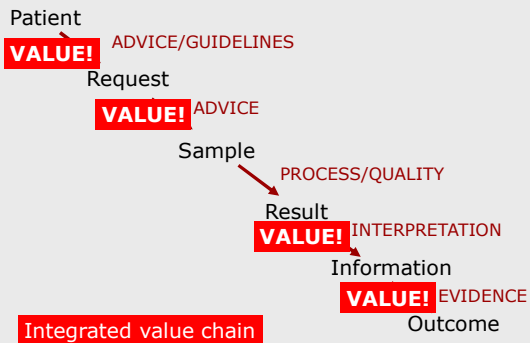 Patient
ADVICE/GUIDELINES
VALUE!
Request
VALUE! ADVICE
Sample
PROCESS/QUALITY
Result
VALUE! INTERPRETATION
Information
VALUE! EVIDENCE
Outcome
Integrated value chain